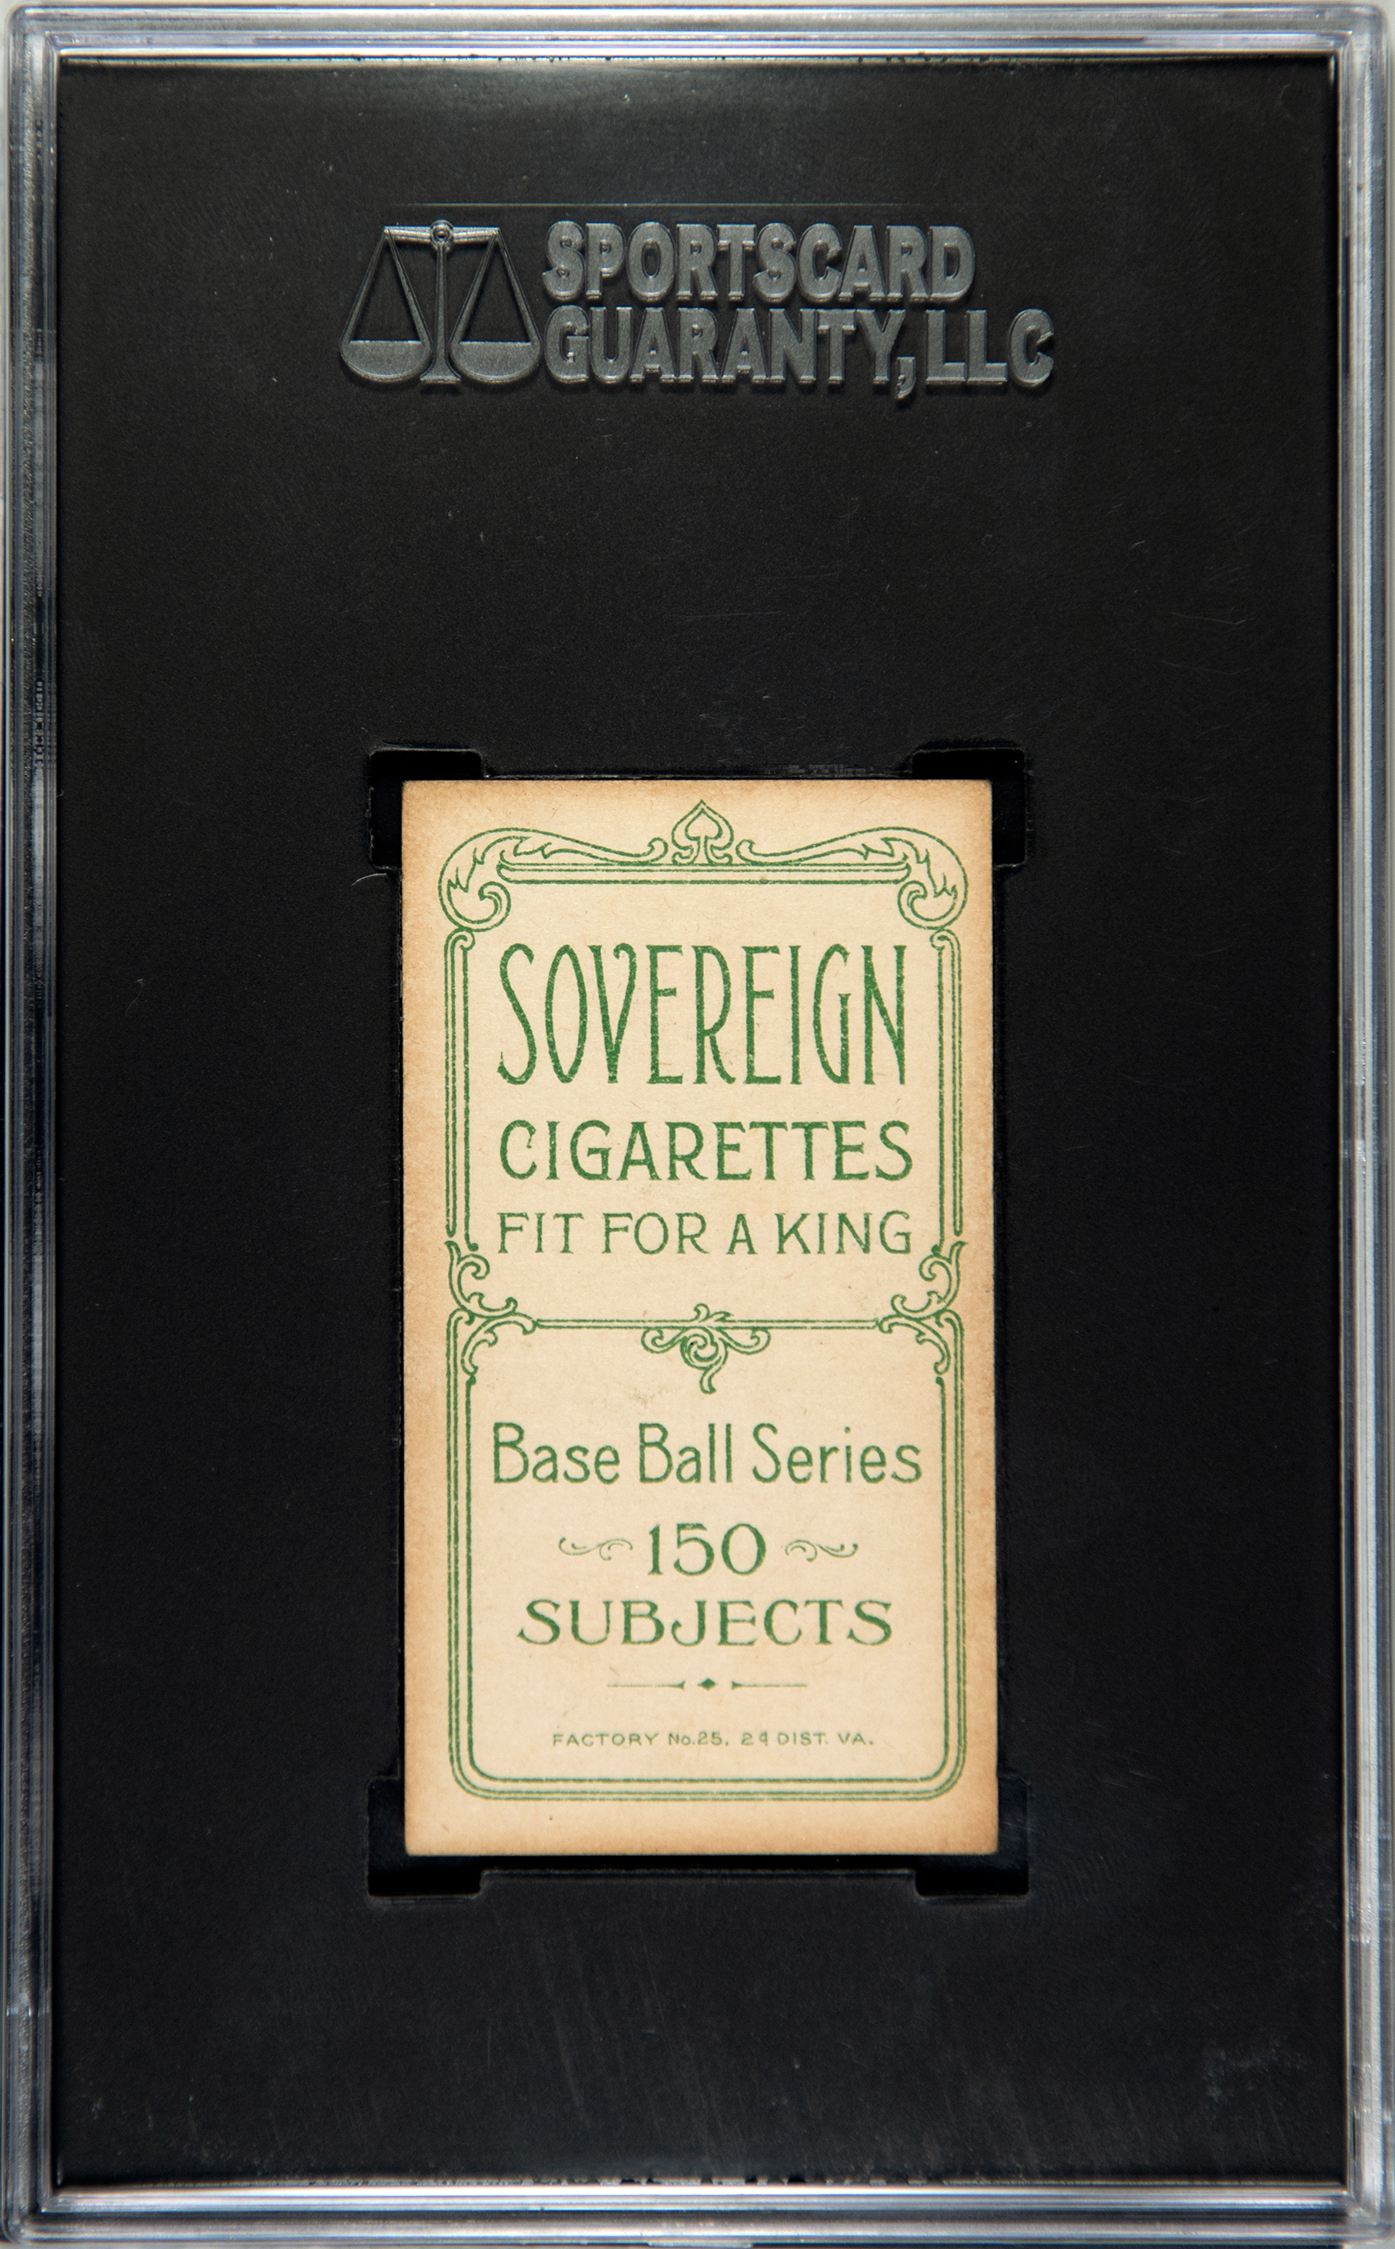 SPORTSCARD
GUARANTY, LLC
SOVEREIGN
CIGARETTES
FIT FOR A KING
Base Ball Series
150
SUBJECTS
FACTORY No. 25, 2d DIST. VA.